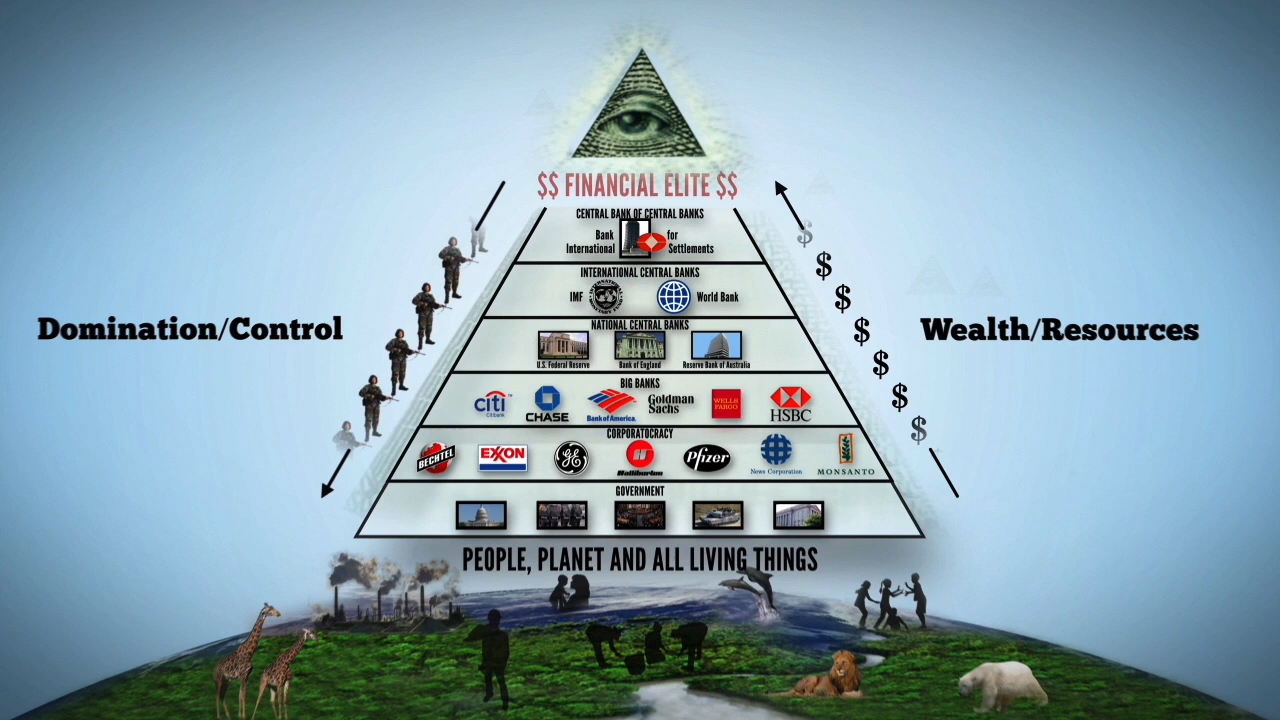 $$ FINANCIAL ELITE $$
CENTRAL BANK OF CENTRAL BANKS
Bank for
International Settlements
INTERNATIONAL CENTRAL BANKS
IMF World Bank
NATIONAL CENTRAL BANKS
U.S. Federal Reserve Bank of England Reserve Bank of Australia
Domination/Control
Wealth/Resources
$
$
$
$
$
$
$
BIG BANKS
citi
Citibank
CHASE
Bank of America
Goldman
Sachs
WELLS
FARGO
HSBC
CORPORATOCRACY
BECHTEL
EXXON
GE
Halliburton
Pfizer
News Corporation
MONSANTO
GOVERNMENT
PEOPLE, PLANET AND ALL LIVING THINGS